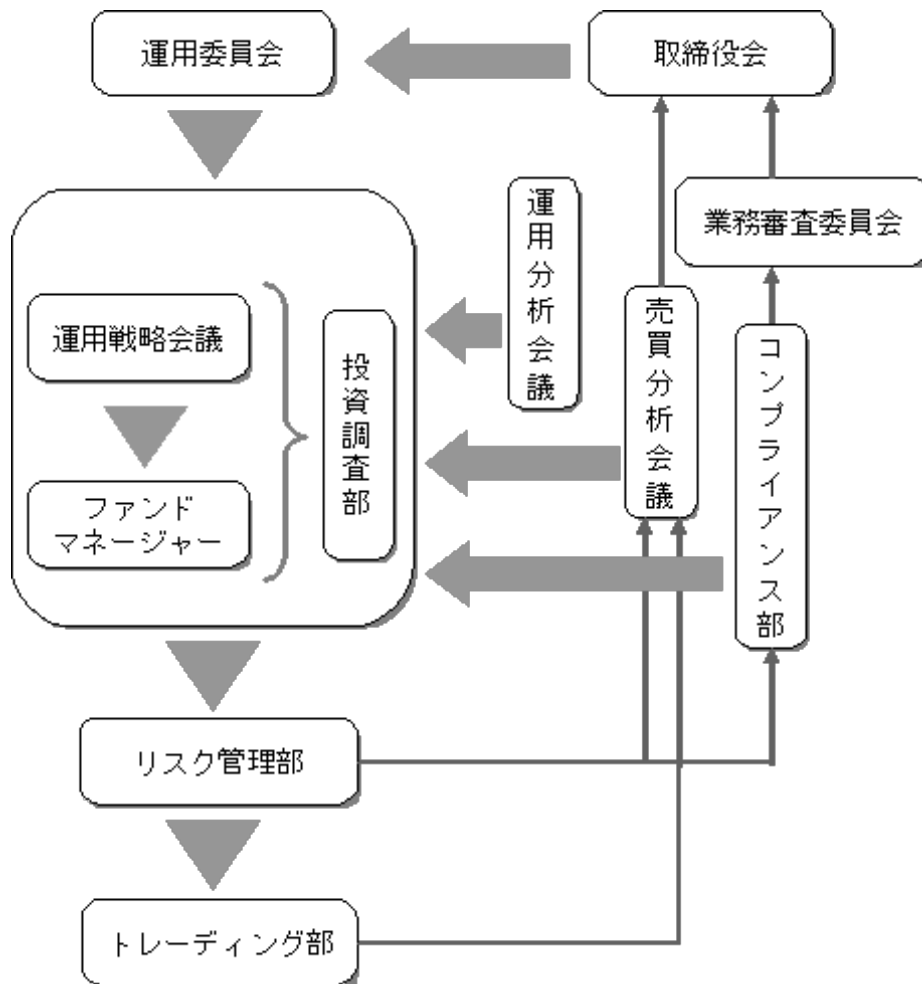 運用委員会
取締役会
運用分析会議
業務審査委員会
売買分析会議
運用戦略会議
投資調査部
コンプライアンス部
ファンド
マネージャー
リスク管理部
トレーディング部